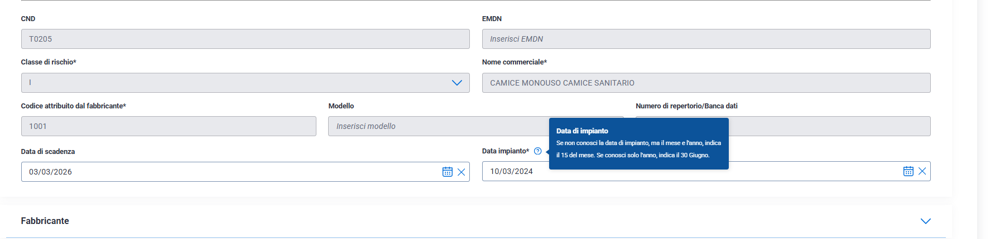 CND
EMDN
T0205
Inserisci EMDN
Classe di rischio*
Nome commerciale*
I
CAMICE MONOUSO CAMICE SANITARIO
Codice attribuito dal fabbricante*
Modello
Numero di repertorio/Banca dati
1001
Inserisci modello
Data di impianto
Se non conosci la data di impianto, ma il mese e l'anno, indica
il 15 del mese. Se conosci solo l'anno, indica il 30 Giugno.
Data di scadenza
Data impianto*
03/03/2026
10/03/2024
Fabbricante